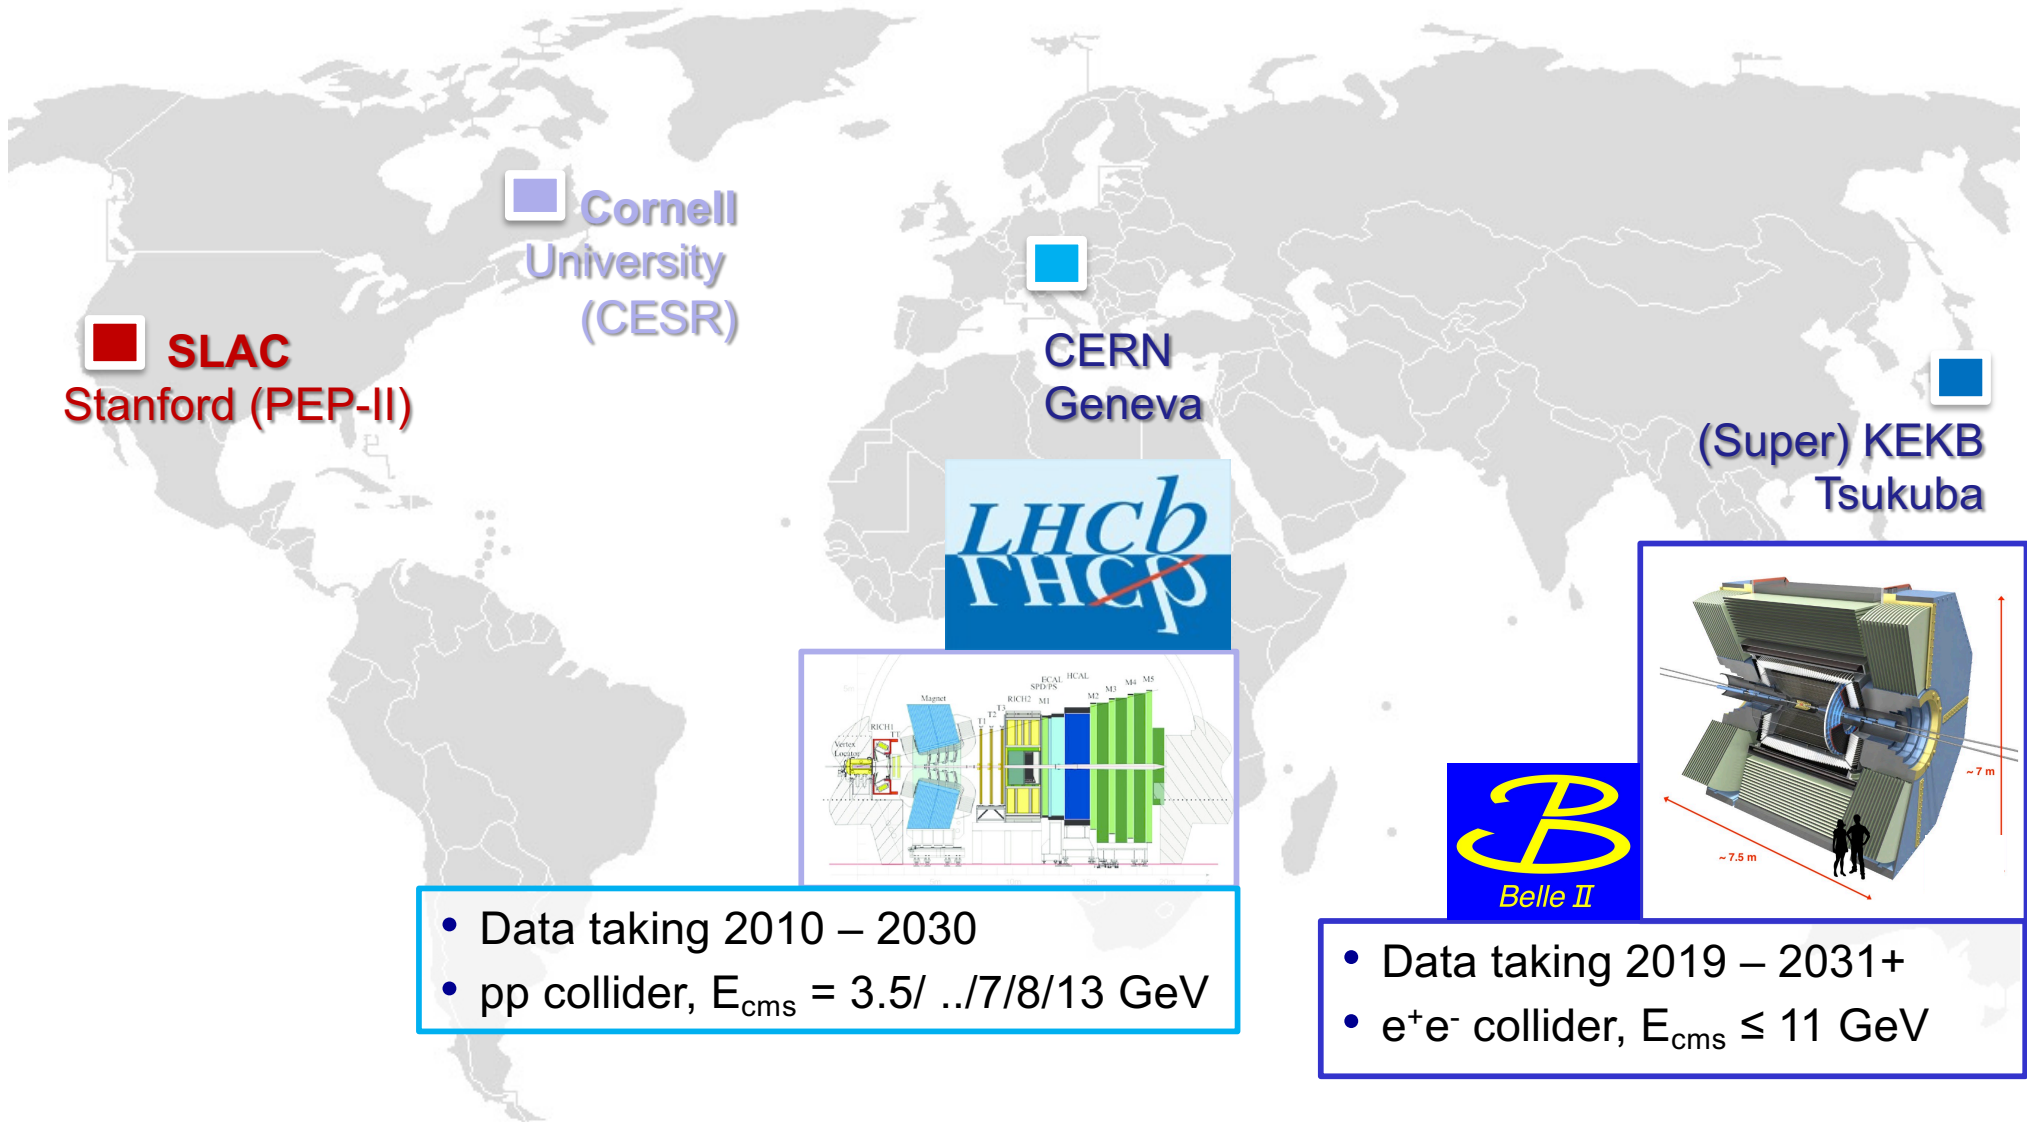 Cornell
University
(CESR)
SLAC
Stanford (PEP-II)
CERN
Geneva
(Super) KEKB
Tsukuba
LHCb
LHCb
ECAL HCAL
SPD/PS
Magnet
RICH2 M1
M2 M3 M4 M5
T1 T2 T3
RICH1
TT
Vertex
Locator
~ 7 m
~ 7.5 m
Belle II
• Data taking 2010 – 2030
• pp collider, Ecms = 3.5/ ../7/8/13 GeV
• Data taking 2019 – 2031+
• e⁺e⁻ collider, Ecms ≤ 11 GeV